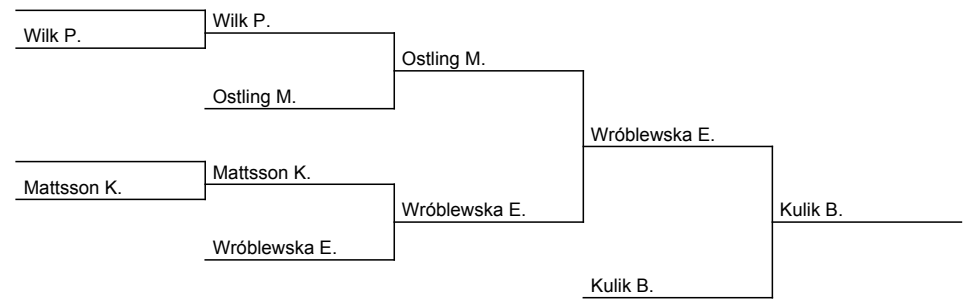 Wilk P.
Wilk P.
Ostling M.
Ostling M.
Wróblewska E.
Mattsson K.
Mattsson K.
Wróblewska E.
Kulik B.
Wróblewska E.
Kulik B.